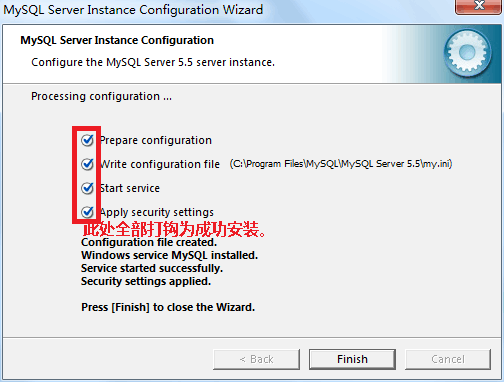 MySQL Server Instance Configuration Wizard
MySQL Server Instance Configuration
Configure the MySQL Server 5.5 server instance.
Processing configuration ...
Prepare configuration
Write configuration file (C:\Program Files\MySQL\MySQL Server 5.5\my.ini)
Start service
Apply security settings
此处全部打钩为成功安装。
Configuration file created.
Windows service MySQL installed.
Service started successfully.
Security settings applied.
Press [Finish] to close the Wizard.
< Back Finish Cancel